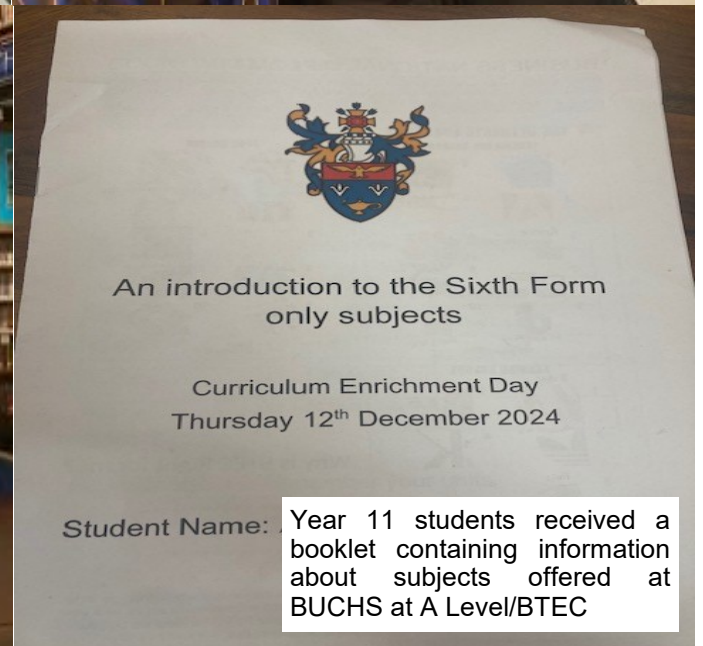 An introduction to the Sixth Form
only subjects
Curriculum Enrichment Day
Thursday 12th December 2024
Student Name:
Year 11 students received a
booklet containing information
about subjects offered at
BUCHS at A Level/BTEC